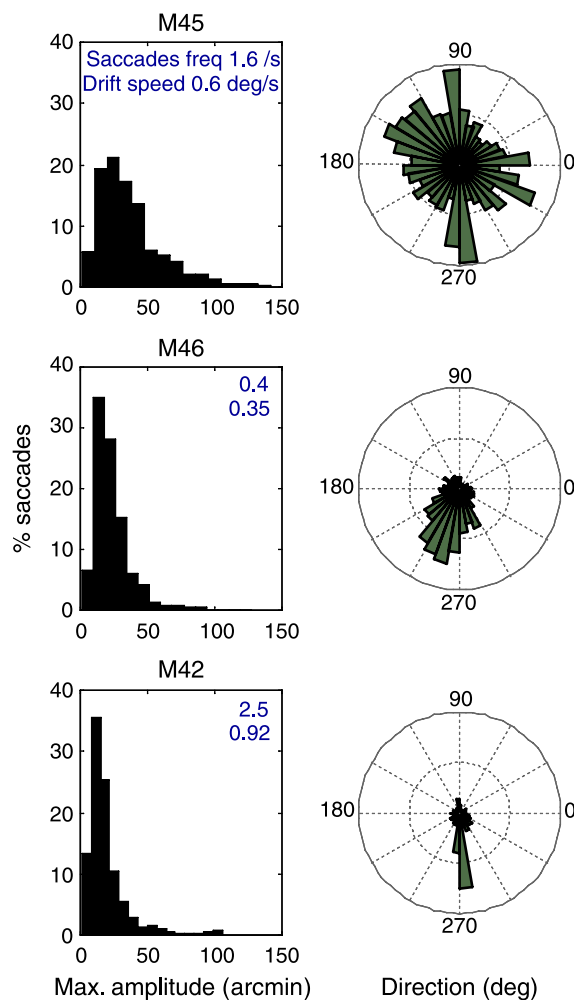 M45
40
30
20
10
0
Saccades freq 1.6 /s
Drift speed 0.6 deg/s
0 50 100 150
90
180 0
270
M46
40
30
20
10
0
0.4
0.35
% saccades
0 50 100 150
90
180 0
270
M42
40
30
20
10
0
2.5
0.92
0 50 100 150
90
180 0
270
Max. amplitude (arcmin)
Direction (deg)